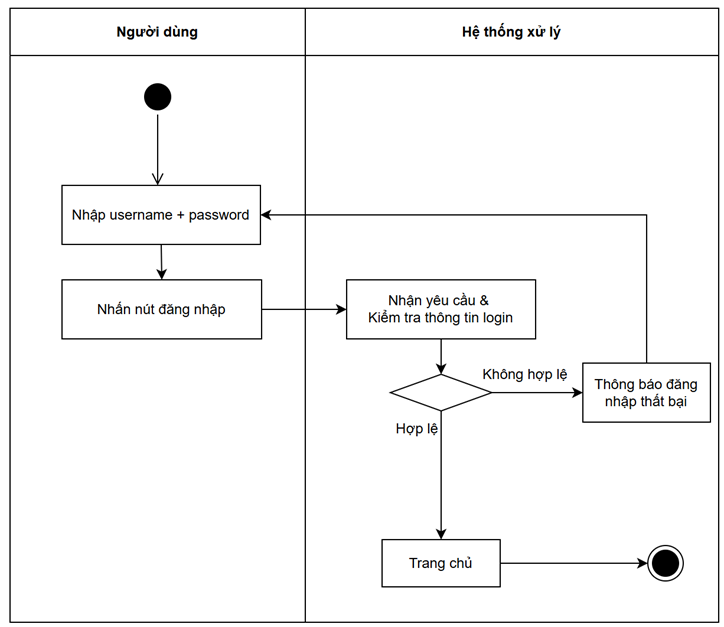 Người dùng
Hệ thống xử lý
Nhập username + password
Nhấn nút đăng nhập
Nhận yêu cầu &
Kiểm tra thông tin login
Không hợp lệ
Thông báo đăng
nhập thất bại
Hợp lệ
Trang chủ